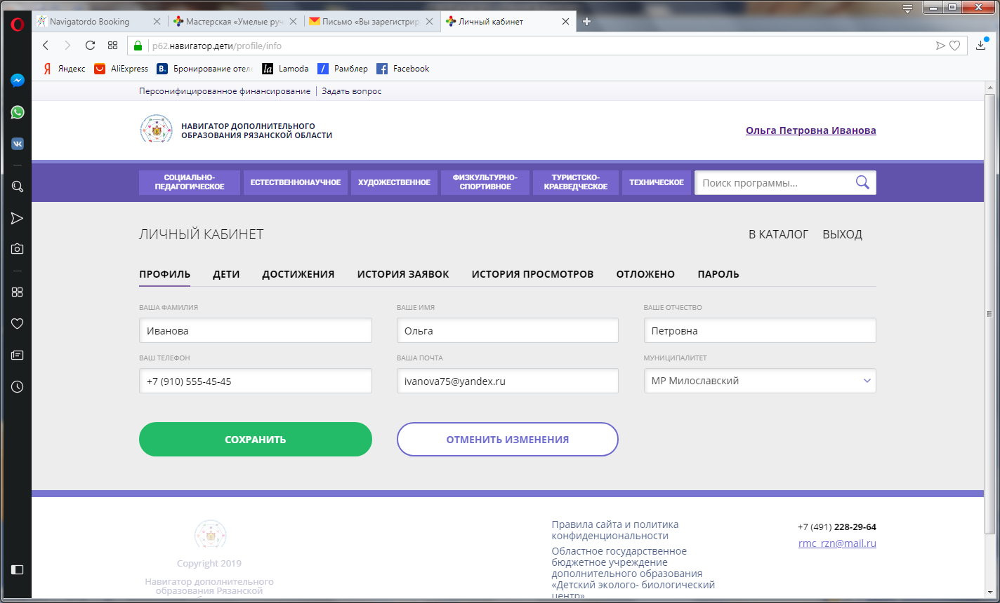 Navigatordo Booking
Мастерская «Умелые руч
Письмо «Вы зарегистрир
Личный кабинет
р62.навигатор.дети/profile/info
Яндекс
AliExpress
Бронирование отеле
Lamoda
Рамблер
Facebook
Персонифицированное финансирование | Задать вопрос
НАВИГАТОР ДОПОЛНИТЕЛЬНОГО
ОБРАЗОВАНИЯ РЯЗАНСКОЙ ОБЛАСТИ
Ольга Петровна Иванова
СОЦИАЛЬНО-
ПЕДАГОГИЧЕСКОЕ
ЕСТЕСТВЕННОНАУЧНОЕ
ХУДОЖЕСТВЕННОЕ
ФИЗКУЛЬТУРНО-
СПОРТИВНОЕ
ТУРИСТСКО-
КРАЕВЕДЧЕСКОЕ
ТЕХНИЧЕСКОЕ
Поиск программы...
ЛИЧНЫЙ КАБИНЕТ
В КАТАЛОГ ВЫХОД
ПРОФИЛЬ ДЕТИ ДОСТИЖЕНИЯ ИСТОРИЯ ЗАЯВОК ИСТОРИЯ ПРОСМОТРОВ ОТЛОЖЕНО ПАРОЛЬ
ВАША ФАМИЛИЯ ВАШЕ ИМЯ ВАШЕ ОТЧЕСТВО
Иванова Ольга Петровна
ВАШ ТЕЛЕФОН ВАША ПОЧТА МУНИЦИПАЛИТЕТ
+7 (910) 555-45-45 ivanova75@yandex.ru МР Милославский
СОХРАНИТЬ ОТМЕНИТЬ ИЗМЕНЕНИЯ
Copyright 2019
Навигатор дополнительного
образования Рязанской
Правила сайта и политика
конфиденциальности
Областное государственное
бюджетное учреждение
дополнительного образования
«Детский эколого- биологический
центр»
+7 (491) 228-29-64
rmc_rzn@mail.ru